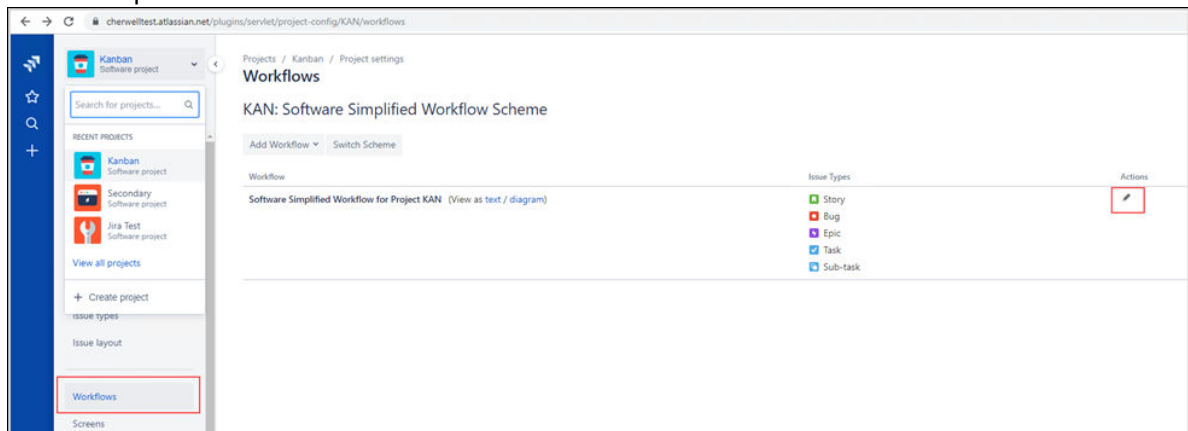 cherwelltest.atlassian.net/plugins/servlet/project-config/KAN/workflows
Kanban
Software project
Search for projects...
RECENT PROJECTS
Kanban
Software project
Secondary
Software project
Jira Test
Software project
View all projects
+ Create project
Issue types
Issue layout
Workflows
Screens
Projects / Kanban / Project settings
Workflows
KAN: Software Simplified Workflow Scheme
Add Workflow Switch Scheme
Workflow Issue Types Actions
Software Simplified Workflow for Project KAN (View as text / diagram)
Story
Bug
Epic
Task
Sub-task